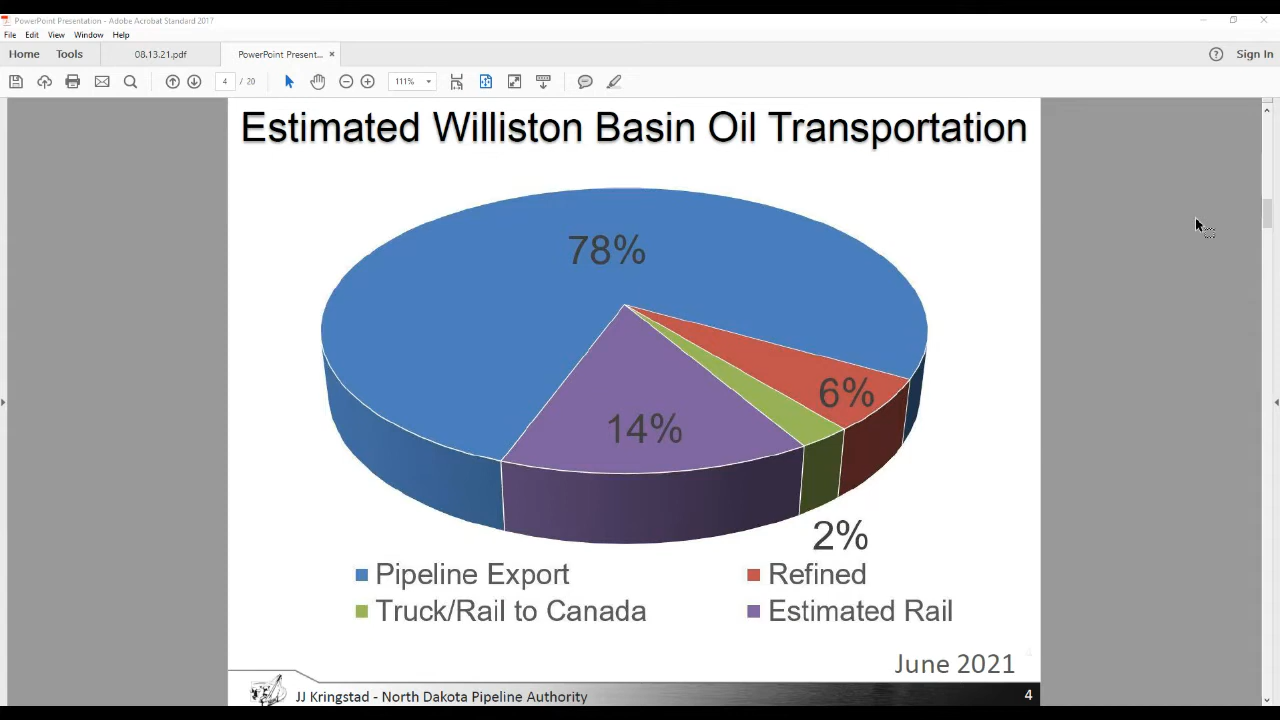 PowerPoint Presentation - Adobe Acrobat Standard 2017
File Edit View Window Help
Home Tools 08.13.21.pdf PowerPoint Present... × ? Sign In
4 / 20 111%
Estimated Williston Basin Oil Transportation
78%
6%
14%
2%
Pipeline Export Refined
Truck/Rail to Canada Estimated Rail
June 2021
JJ Kringstad - North Dakota Pipeline Authority 4